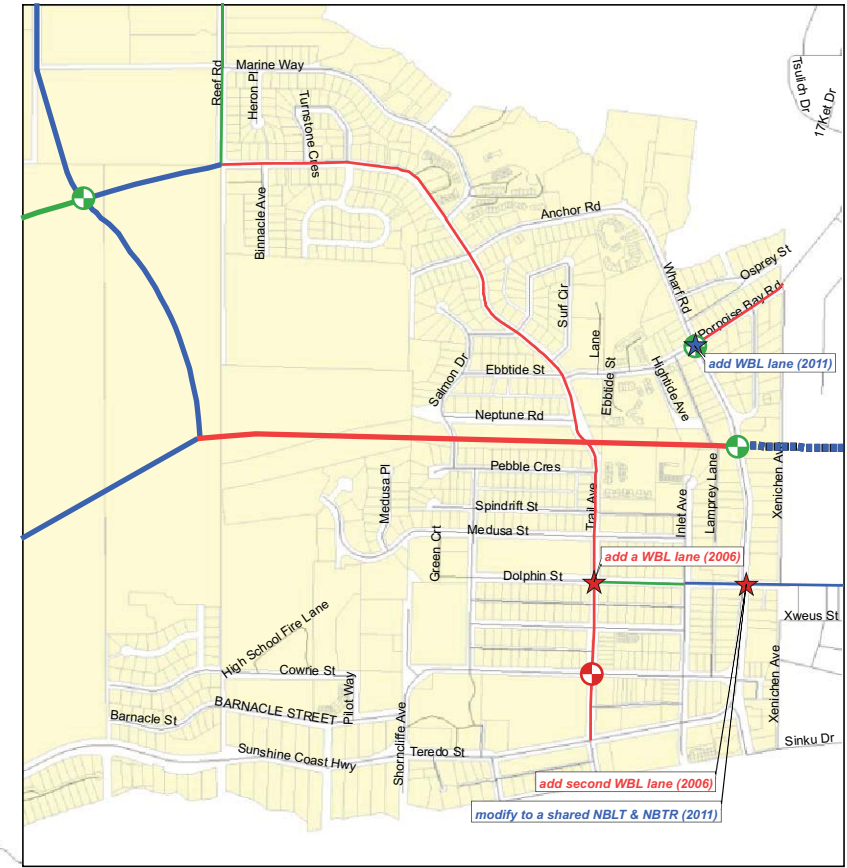 Tsulich Dr
17Ket Dr
Marine Way
Reef Rd
Heron Pl
Turnstone Cres
Binnacle Ave
Anchor Rd
Wharf Rd
Osprey St
Porpoise Bay Rd
Surf Cir
Lane
add WBL lane (2011)
Ebbtide St
Ebbtide St
Hightide Ave
Salmon Dr
Neptune Rd
Pebble Cres
Medusa Pl
Spindrift St
Trail Ave
Inlet Ave
Lamprey Lane
Xenichen Av
Medusa St
Green Crt
add a WBL lane (2006)
Dolphin St
Xweus St
High School Fire Lane
Cowrie St
Pilot Way
BARNACLE STREET
Barnacle St
Shorncliffe Ave
Xenichen Ave
Sunshine Coast Hwy
Teredo St
Sinku Dr
add second WBL lane (2006)
modify to a shared NBLT & NBTR (2011)